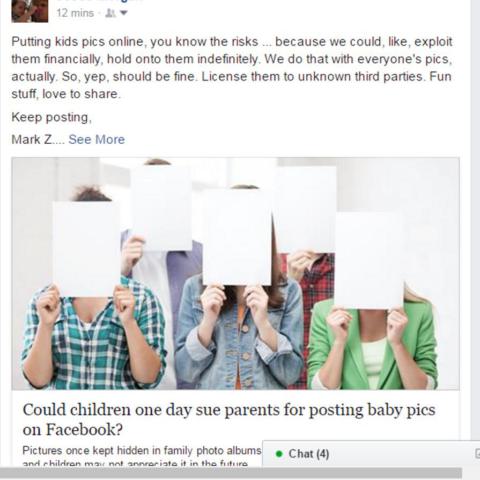 12 mins ·
Putting kids pics online, you know the risks ... because we could, like, exploit
them financially, hold onto them indefinitely. We do that with everyone's pics,
actually. So, yep, should be fine. License them to unknown third parties. Fun
stuff, love to share.
Keep posting,
Mark Z.... See More
Could children one day sue parents for posting baby pics
on Facebook?
Pictures once kept hidden in family photo albums
and children may not appreciate it in the future
Chat (4)